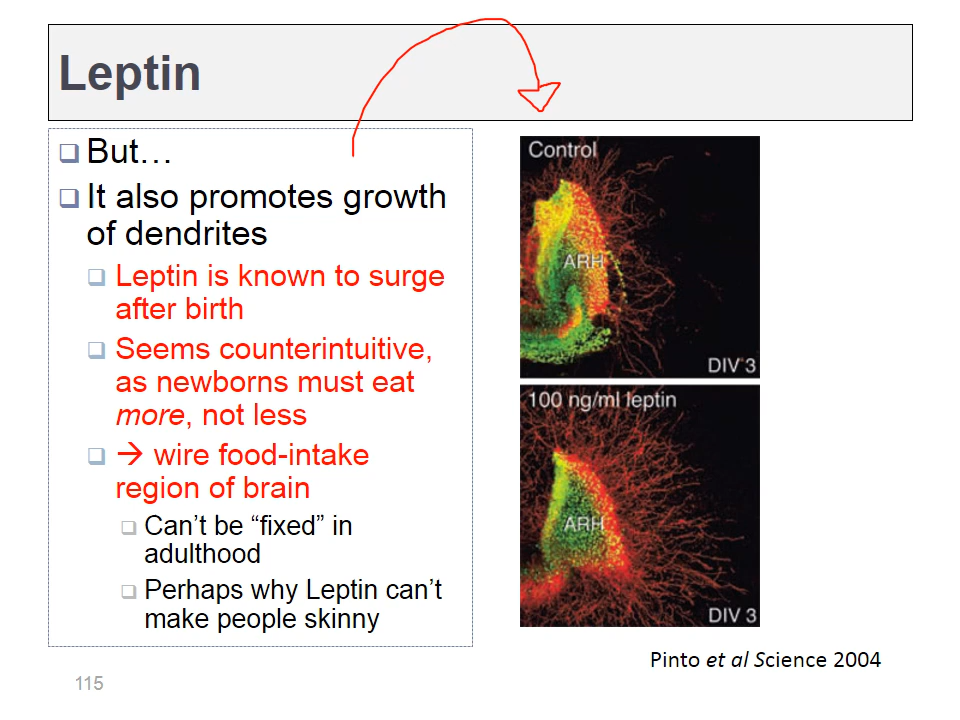 Leptin
But…
It also promotes growth
of dendrites
Leptin is known to surge
after birth
Seems counterintuitive,
as newborns must eat
more, not less
→ wire food-intake
region of brain
Can’t be “fixed” in
adulthood
Perhaps why Leptin can’t
make people skinny
Control
ARH
DIV 3
100 ng/ml leptin
ARH
DIV 3
Pinto et al Science 2004
115